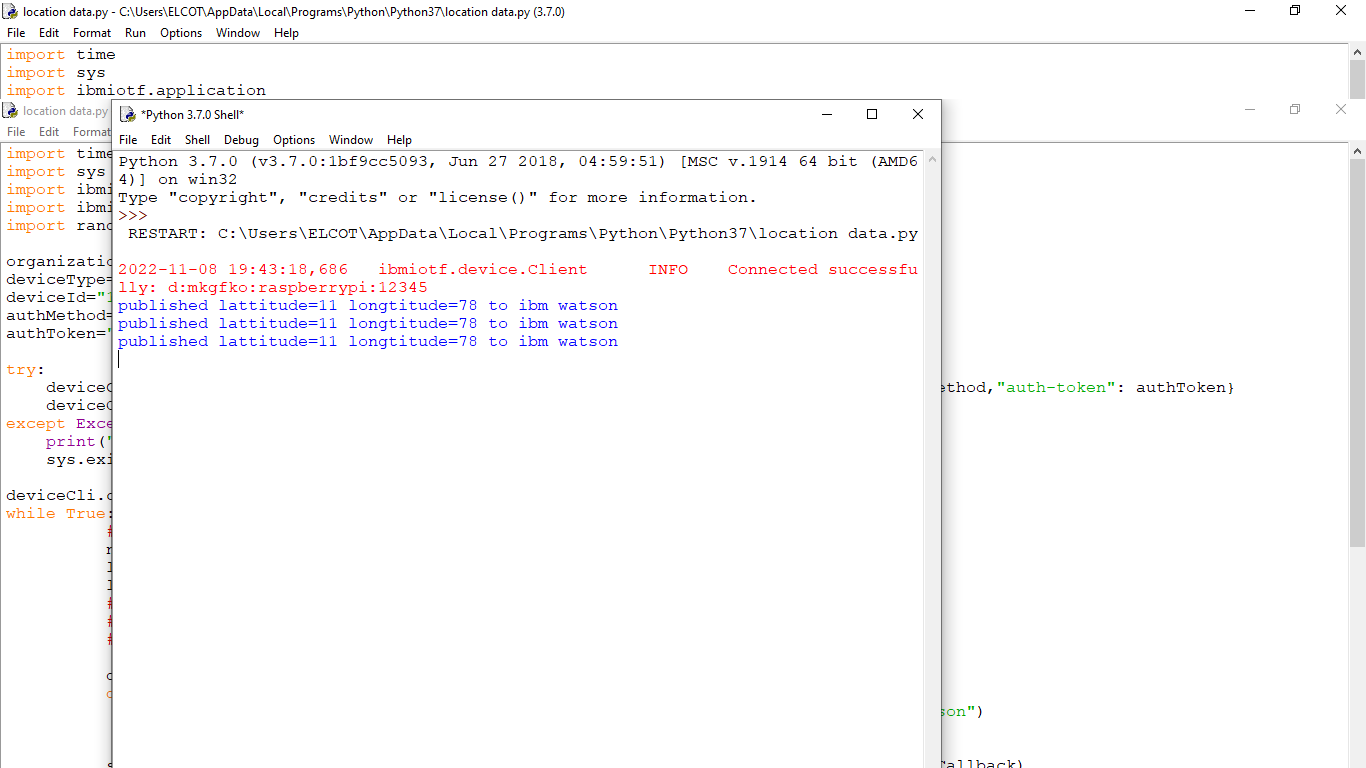 location data.py - C:\Users\ELCOT\AppData\Local\Programs\Python\Python37\location data.py (3.7.0)
File Edit Format Run Options Window Help
import time
import sys
import ibmiotf.application
location data.py
File Edit Format
import time
import sys
import ibmi
import ibmi
import rand
organizatio
deviceType=
deviceId="1
authMethod=
authToken="
try:
deviceC
deviceC
except Exce
print("
sys.exi
deviceCli.c
while True:
#
#
#
#
*Python 3.7.0 Shell*
File Edit Shell Debug Options Window Help
Python 3.7.0 (v3.7.0:1bf9cc5093, Jun 27 2018, 04:59:51) [MSC v.1914 64 bit (AMD6
4)] on win32
Type "copyright", "credits" or "license()" for more information.
>>>
RESTART: C:\Users\ELCOT\AppData\Local\Programs\Python\Python37\location data.py
2022-11-08 19:43:18,686 ibmiotf.device.Client INFO Connected successfu
lly: d:mkgfko:raspberrypi:12345
published lattitude=11 longtitude=78 to ibm watson
published lattitude=11 longtitude=78 to ibm watson
published lattitude=11 longtitude=78 to ibm watson
ethod,"auth-token": authToken}
son")
Callback)